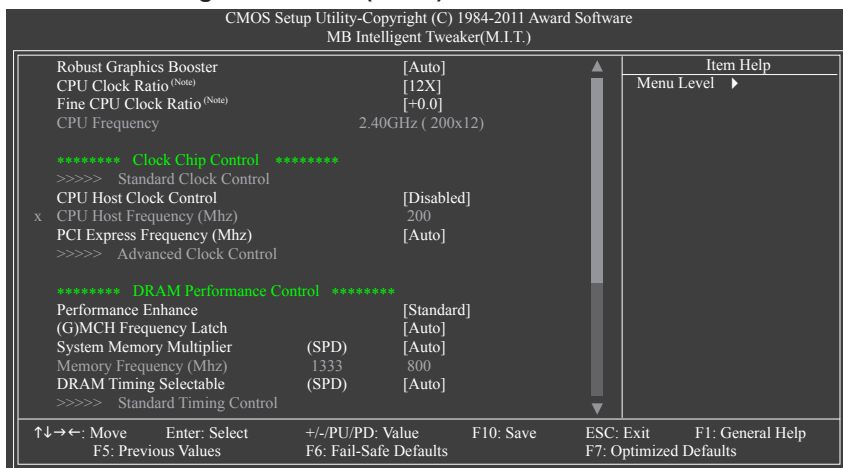 CMOS Setup Utility-Copyright (C) 1984-2011 Award Software
MB Intelligent Tweaker(M.I.T.)
Robust Graphics Booster [Auto]
CPU Clock Ratio (Note) [12X]
Fine CPU Clock Ratio (Note) [+0.0]
CPU Frequency 2.40GHz ( 200x12)
******** Clock Chip Control ********
>>>>> Standard Clock Control
CPU Host Clock Control [Disabled]
x CPU Host Frequency (Mhz) 200
PCI Express Frequency (Mhz) [Auto]
>>>>> Advanced Clock Control
******** DRAM Performance Control ********
Performance Enhance [Standard]
(G)MCH Frequency Latch [Auto]
System Memory Multiplier (SPD) [Auto]
Memory Frequency (Mhz) 1333 800
DRAM Timing Selectable (SPD) [Auto]
>>>>> Standard Timing Control
Item Help
Menu Level ▶
↑↓→←: Move Enter: Select +/-/PU/PD: Value F10: Save ESC: Exit F1: General Help
F5: Previous Values F6: Fail-Safe Defaults F7: Optimized Defaults